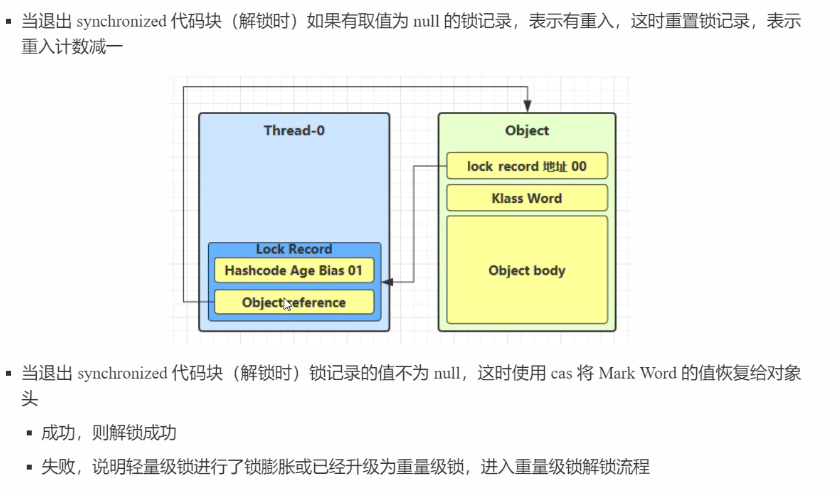 当退出 synchronized 代码块（解锁时）如果有取值为 null 的锁记录，表示有重入，这时重置锁记录，表示
重入计数减一
Thread-0
Object
lock record 地址 00
Klass Word
Lock Record
Hashcode Age Bias 01
Object body
Object reference
当退出 synchronized 代码块（解锁时）锁记录的值不为 null，这时使用 cas 将 Mark Word 的值恢复给对象
头
成功，则解锁成功
失败，说明轻量级锁进行了锁膨胀或已经升级为重量级锁，进入重量级锁解锁流程